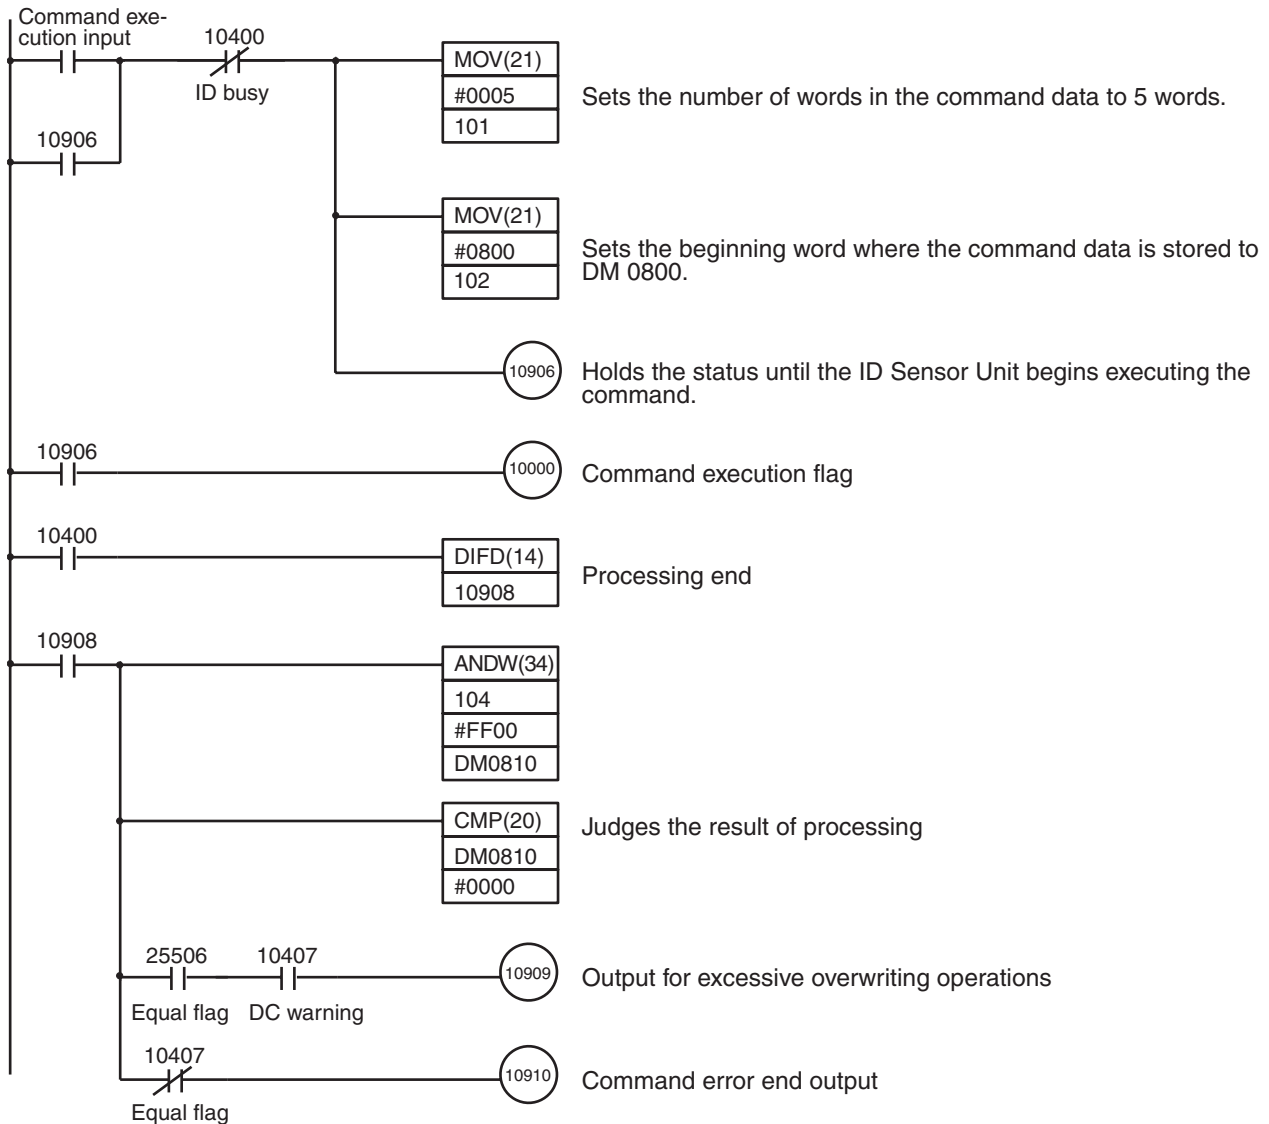 Command exe-
cution input
10400
ID busy
MOV(21)
#0005
101
Sets the number of words in the command data to 5 words.
10906
MOV(21)
#0800
102
Sets the beginning word where the command data is stored to
DM 0800.
10906
Holds the status until the ID Sensor Unit begins executing the
command.
10906
10000
Command execution flag
10400
DIFD(14)
10908
Processing end
10908
ANDW(34)
104
#FF00
DM0810
CMP(20)
DM0810
#0000
Judges the result of processing
25506
Equal flag
10407
DC warning
10909
Output for excessive overwriting operations
10407
Equal flag
10910
Command error end output